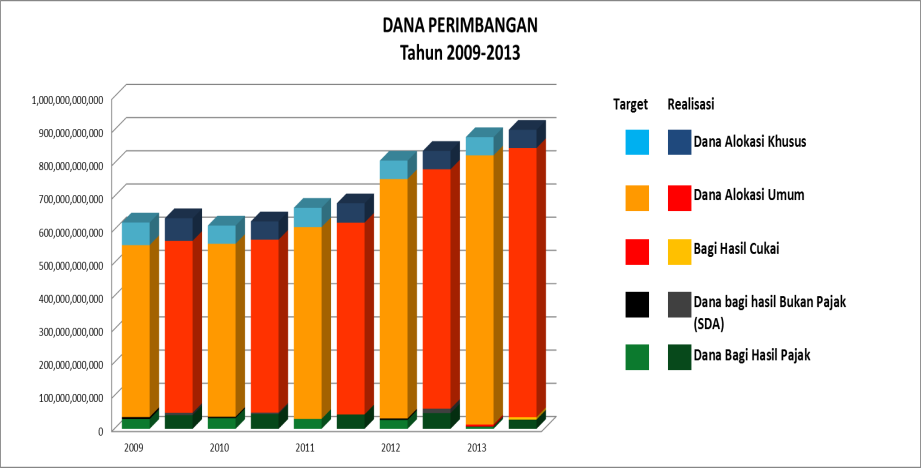 DANA PERIMBANGAN
Tahun 2009-2013
1,000,000,000,000
900,000,000,000
800,000,000,000
700,000,000,000
600,000,000,000
500,000,000,000
400,000,000,000
300,000,000,000
200,000,000,000
100,000,000,000
0
2009 2010 2011 2012 2013
Target Realisasi
Dana Alokasi Khusus
Dana Alokasi Umum
Bagi Hasil Cukai
Dana bagi hasil Bukan Pajak
(SDA)
Dana Bagi Hasil Pajak